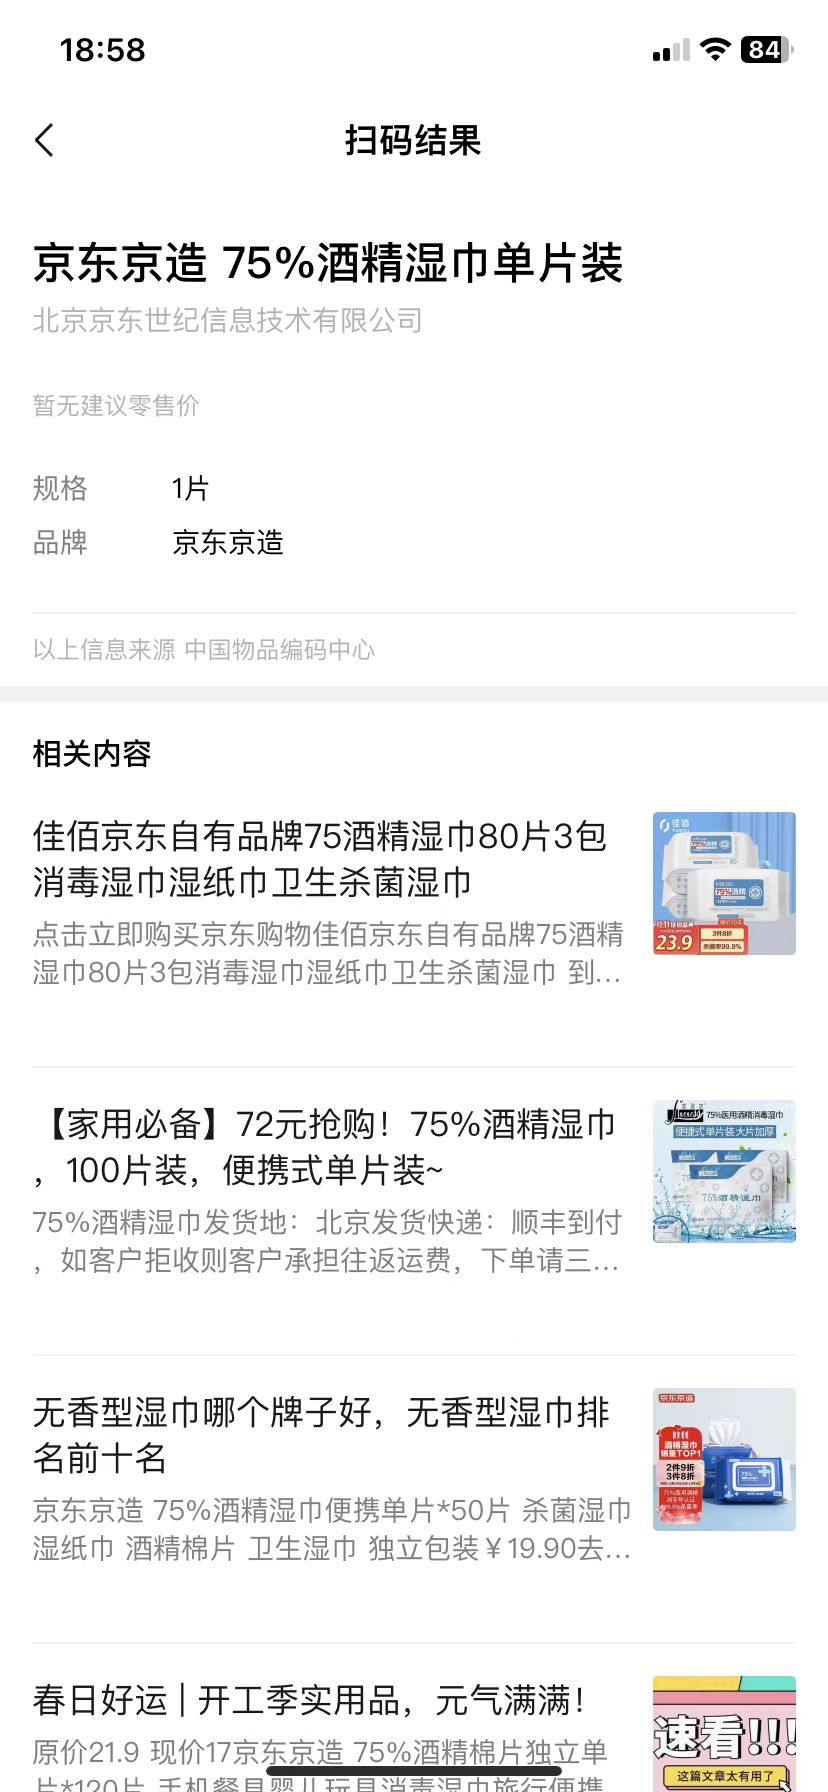 18:58
84
扫码结果
京东京造 75%酒精湿巾单片装
北京京东世纪信息技术有限公司
暂无建议零售价
规格 1片
品牌 京东京造
以上信息来源 中国物品编码中心
相关内容
佳佰京东自有品牌75酒精湿巾80片3包
消毒湿巾湿纸巾卫生杀菌湿巾
点击立即购买京东购物佳佰京东自有品牌75酒精
湿巾80片3包消毒湿巾湿纸巾卫生杀菌湿巾 到...
佳佰
75%酒精
23.9
3件8折
杀菌率99.9%
【家用必备】72元抢购！75%酒精湿巾
，100片装，便携式单片装~
75%酒精湿巾发货地：北京发货快递：顺丰到付
，如客户拒收则客户承担往返运费，下单请三...
75%医用酒精消毒湿巾
便捷式单片装大片加厚
75%酒精湿巾
无香型湿巾哪个牌子好，无香型湿巾排
名前十名
京东京造 75%酒精湿巾便携单片*50片 杀菌湿巾
湿纸巾 酒精棉片 卫生湿巾 独立包装￥19.90去...
京东京造
酒精湿巾
销量TOP1
2件9折
3件8折
75%医用酒精
消字号认证
99.9%杀菌率
春日好运 | 开工季实用品，元气满满！
原价21.9 现价17京东京造 75%酒精棉片独立单
片*120片 手机餐具婴儿玩具消毒湿巾旅行便携
速看!!!
这篇文章太有用了